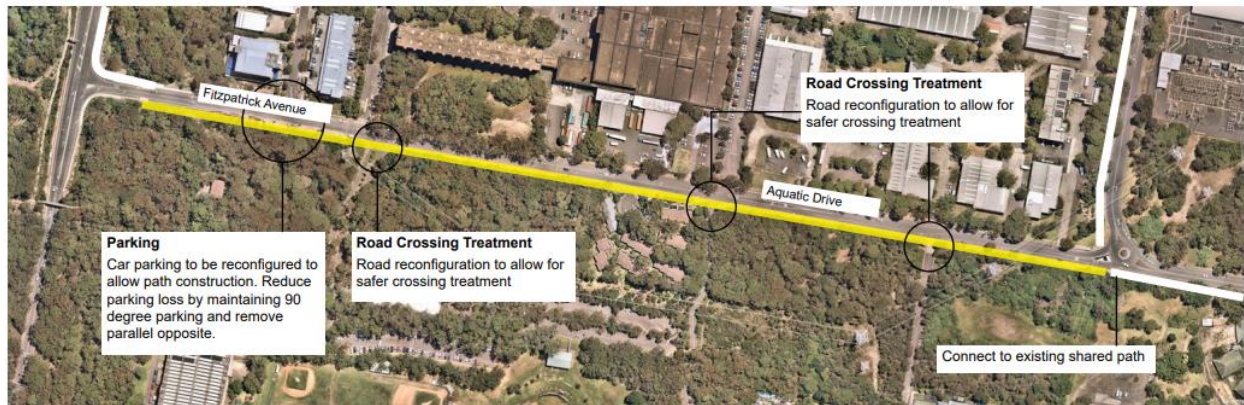 Fitzpatrick Avenue
Road Crossing Treatment
Road reconfiguration to allow for
safer crossing treatment
Aquatic Drive
Parking
Car parking to be reconfigured to
allow path construction. Reduce
parking loss by maintaining 90
degree parking and remove
parallel opposite.
Road Crossing Treatment
Road reconfiguration to allow for
safer crossing treatment
Connect to existing shared path